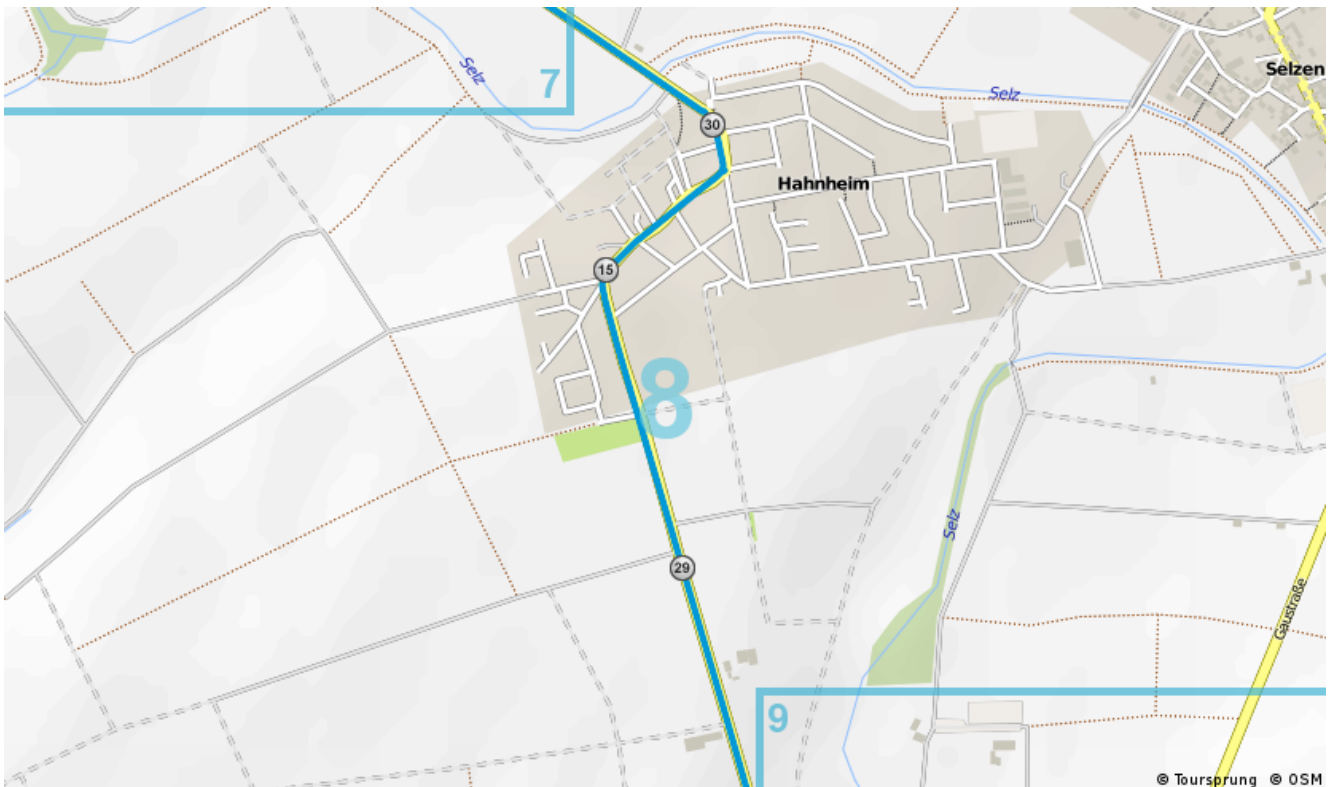 7
Selz
Selzen
Selz
30
Hahnheim
15
8
Selz
29
Gaustraße
9
© Toursprung © OSM